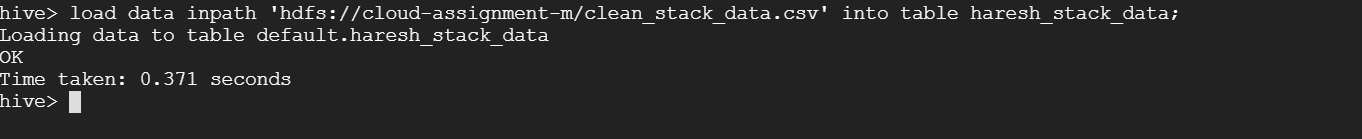 hive> load data inpath 'hdfs://cloud-assignment-m/clean_stack_data.csv' into table haresh_stack_data;
Loading data to table default.haresh_stack_data
OK
Time taken: 0.371 seconds
hive>